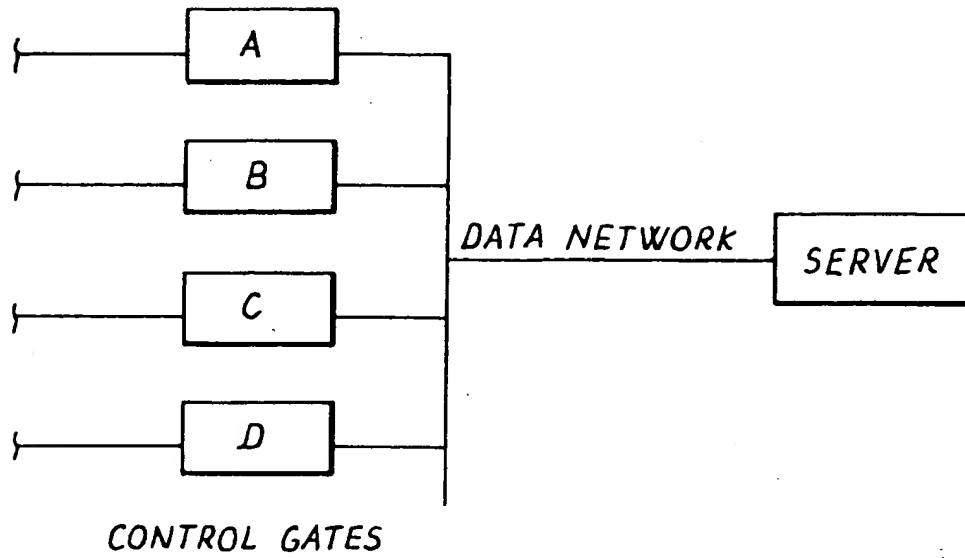 A
B
DATA NETWORK
SERVER
C
D
CONTROL GATES